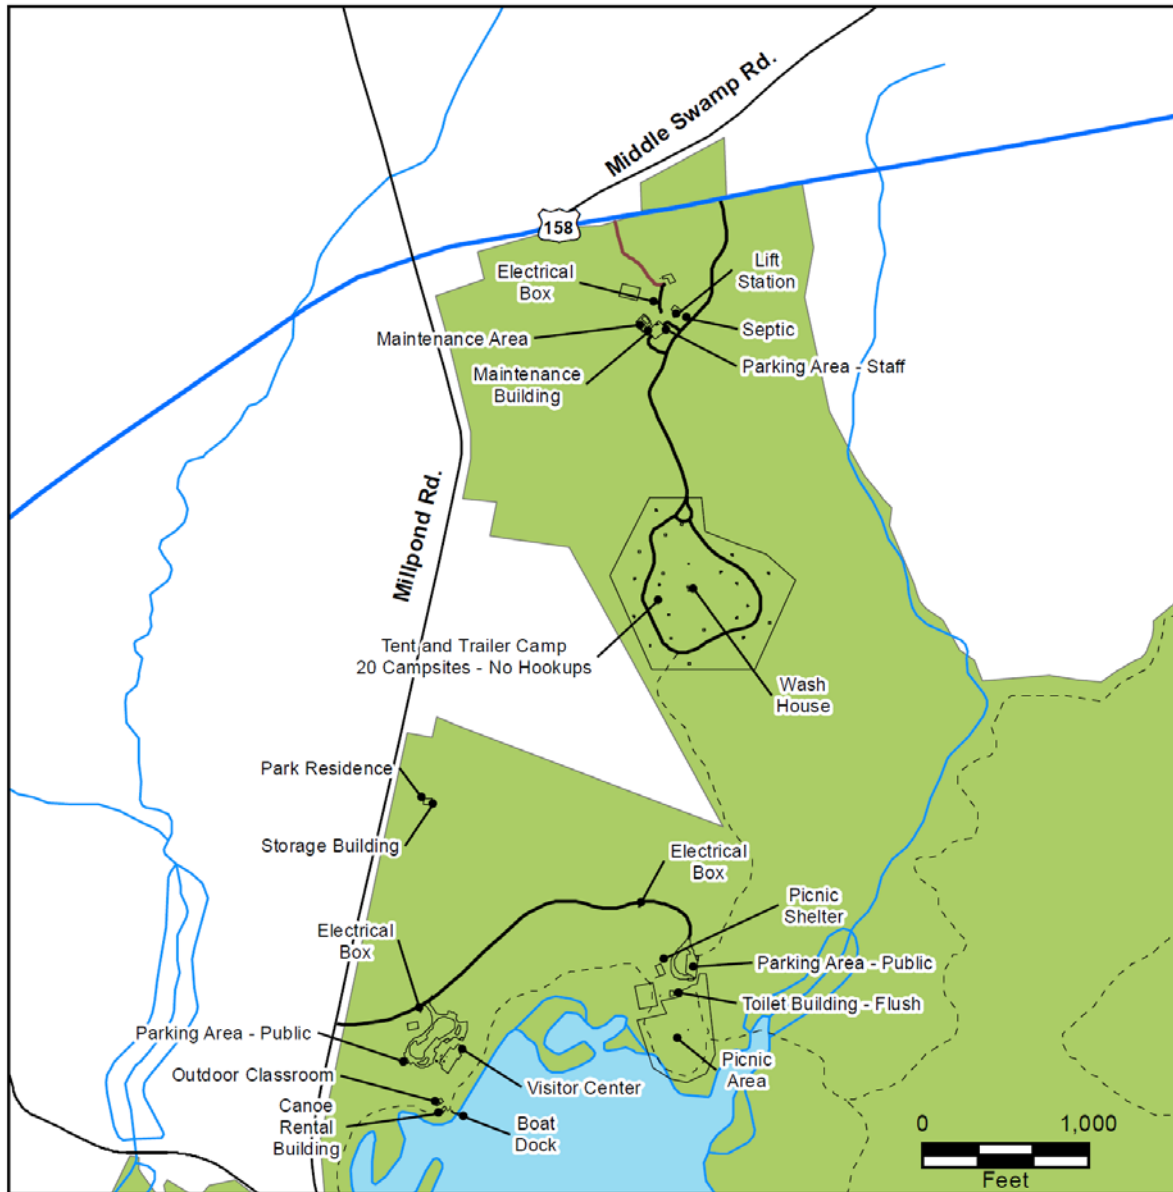 Middle Swamp Rd.
158
Lift
Station
Electrical
Box
Septic
Maintenance Area
Parking Area - Staff
Maintenance
Building
Millpond Rd.
Tent and Trailer Camp
20 Campsites - No Hookups
Wash
House
Park Residence
Storage Building
Electrical
Box
Picnic
Shelter
Electrical
Box
Parking Area - Public
Toilet Building - Flush
Parking Area - Public
Picnic
Area
Outdoor Classroom
Visitor Center
Canoe
Rental
Building
Boat
Dock
0 1,000
Feet